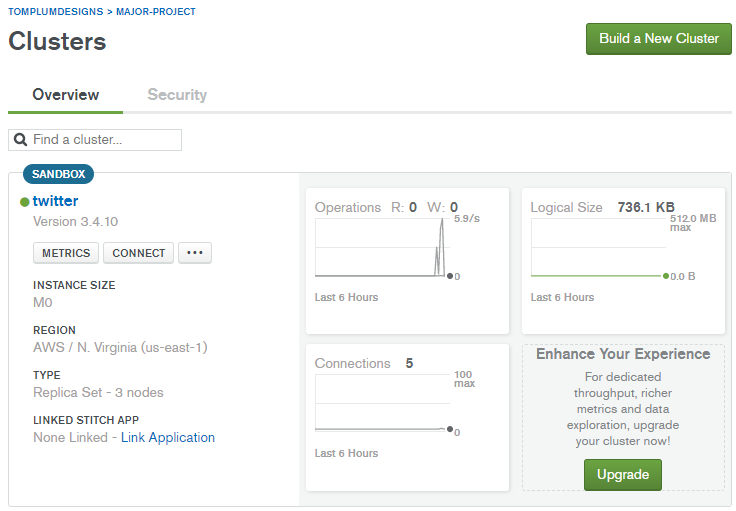 TOMPLUMDESIGNS > MAJOR-PROJECT
Clusters
Build a New Cluster
Overview Security
Find a cluster...
SANDBOX
twitter
Version 3.4.10
METRICS CONNECT •••
INSTANCE SIZE
M0
REGION
AWS / N. Virginia (us-east-1)
TYPE
Replica Set - 3 nodes
LINKED STITCH APP
None Linked - Link Application
Operations R: 0 W: 0
5.9/s
0
Last 6 Hours
Logical Size 736.1 KB
512.0 MB
max
0.0 B
Last 6 Hours
Connections 5
100
max
0
Last 6 Hours
Enhance Your Experience
For dedicated
throughput, richer
metrics and data
exploration, upgrade
your cluster now!
Upgrade